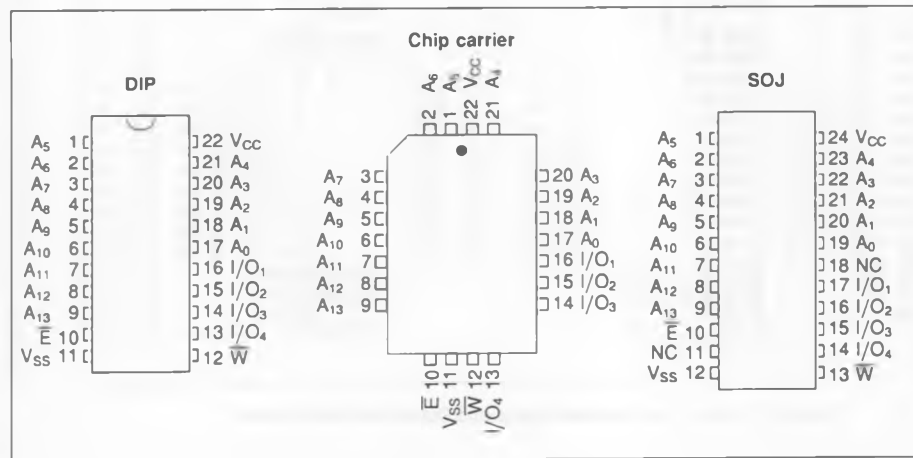 Chip carrier
DIP
SOJ
A5 1 22 VCC
A6 2 21 A4
A7 3 20 A3
A8 4 19 A2
A9 5 18 A1
A10 6 17 A0
A11 7 16 I/O1
A12 8 15 I/O2
A13 9 14 I/O3
E̅ 10 13 I/O4
VSS 11 12 W̅
A6 A5 VCC A4
2 1 22 21
A7 3 20 A3
A8 4 19 A2
A9 5 18 A1
A10 6 17 A0
A11 7 16 I/O1
A12 8 15 I/O2
A13 9 14 I/O3
10 11 12 13
E̅ VSS W̅ I/O4
A5 1 24 VCC
A6 2 23 A4
A7 3 22 A3
A8 4 21 A2
A9 5 20 A1
A10 6 19 A0
A11 7 18 NC
A12 8 17 I/O1
A13 9 16 I/O2
E̅ 10 15 I/O3
NC 11 14 I/O4
VSS 12 13 W̅